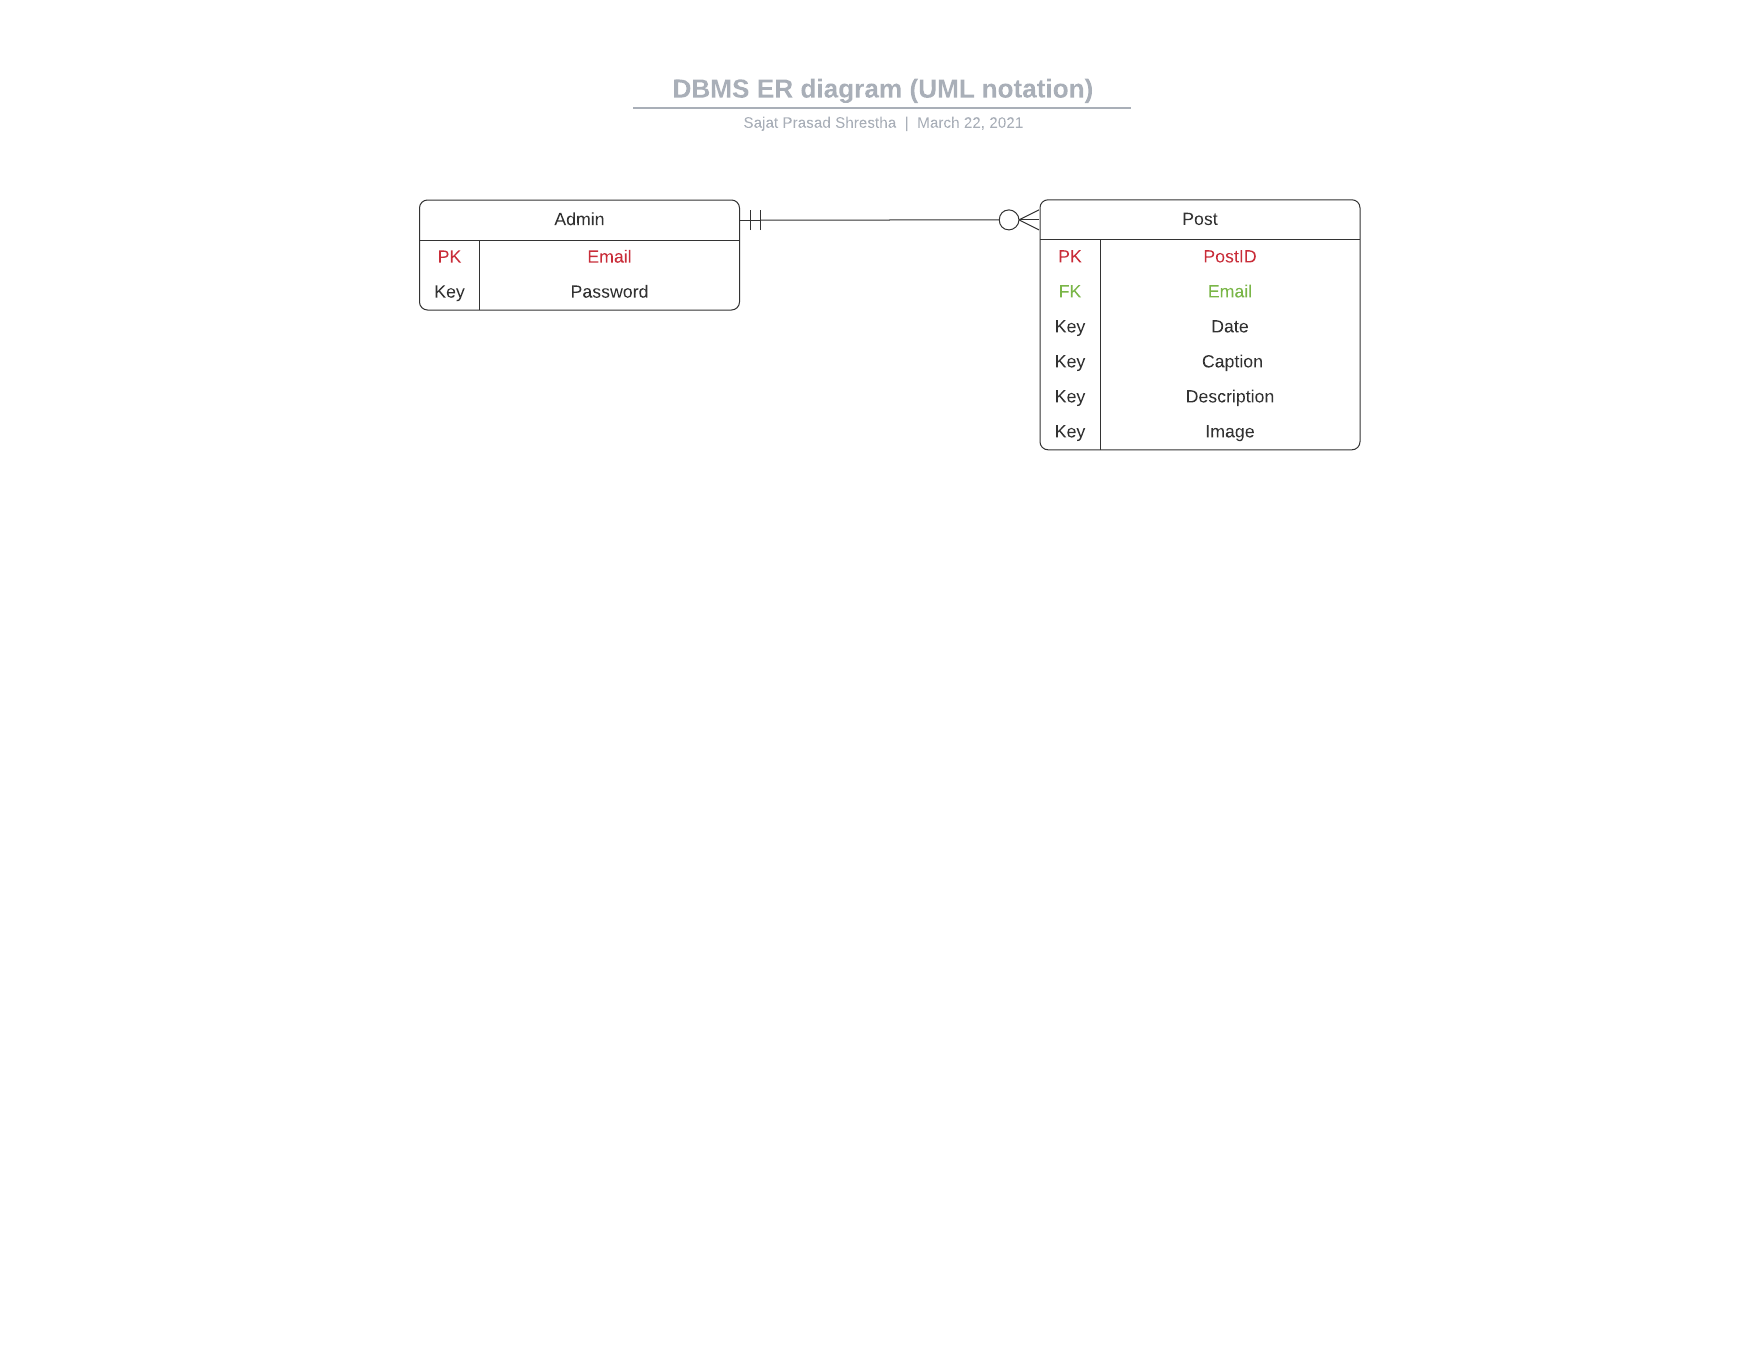 DBMS ER diagram (UML notation)
Sajat Prasad Shrestha | March 22, 2021
Admin
PK Email
Key Password
Post
PK PostID
FK Email
Key Date
Key Caption
Key Description
Key Image